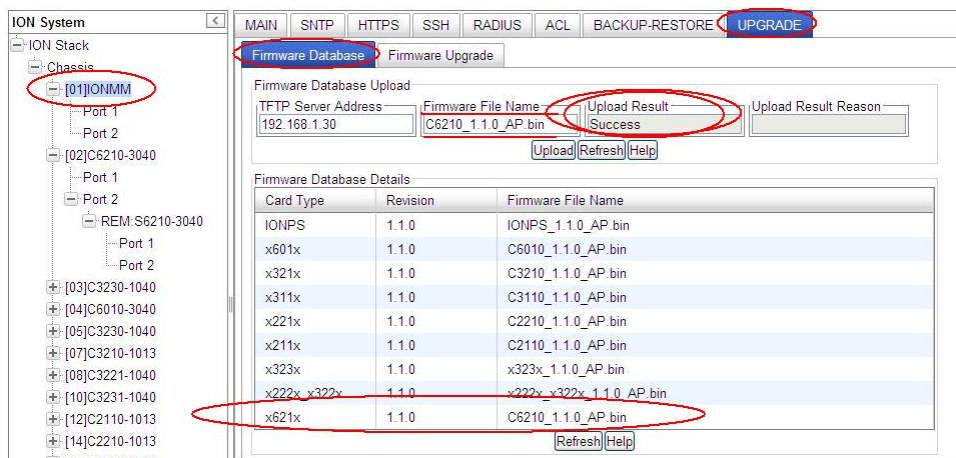 ION System
<
ION Stack
Chassis
[01]IONMM
Port 1
Port 2
[02]C6210-3040
Port 1
Port 2
REM:S6210-3040
Port 1
Port 2
[03]C3230-1040
[04]C6010-3040
[05]C3230-1040
[07]C3210-1013
[08]C3221-1040
[10]C3231-1040
[12]C2110-1013
[14]C2210-1013
MAIN SNTP HTTPS SSH RADIUS ACL BACKUP-RESTORE UPGRADE
Firmware Database Firmware Upgrade
Firmware Database Upload
TFTP Server Address Firmware File Name Upload Result Upload Result Reason
192.168.1.30 C6210_1.1.0_AP.bin Success
Upload Refresh Help
Firmware Database Details
Card Type Revision Firmware File Name
IONPS 1.1.0 IONPS_1.1.0_AP.bin
x601x 1.1.0 C6010_1.1.0_AP.bin
x321x 1.1.0 C3210_1.1.0_AP.bin
x311x 1.1.0 C3110_1.1.0_AP.bin
x221x 1.1.0 C2210_1.1.0_AP.bin
x211x 1.1.0 C2110_1.1.0_AP.bin
x323x 1.1.0 x323x_1.1.0_AP.bin
x222x_x322x 1.1.0 x222x_x322x_1.1.0_AP.bin
x621x 1.1.0 C6210_1.1.0_AP.bin
Refresh Help